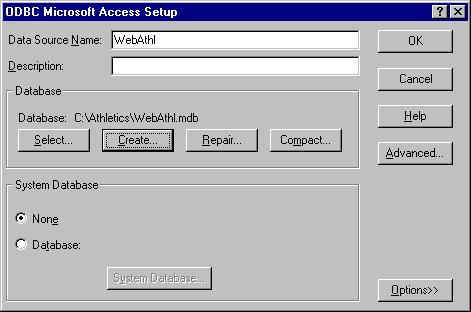 ODBC Microsoft Access Setup
Data Source Name: WebAthl
OK
Description:
Cancel
Database
Database: C:\Athletics\WebAthl.mdb
Help
Select... Create... Repair... Compact...
Advanced...
System Database
None
Database:
System Database...
Options>>